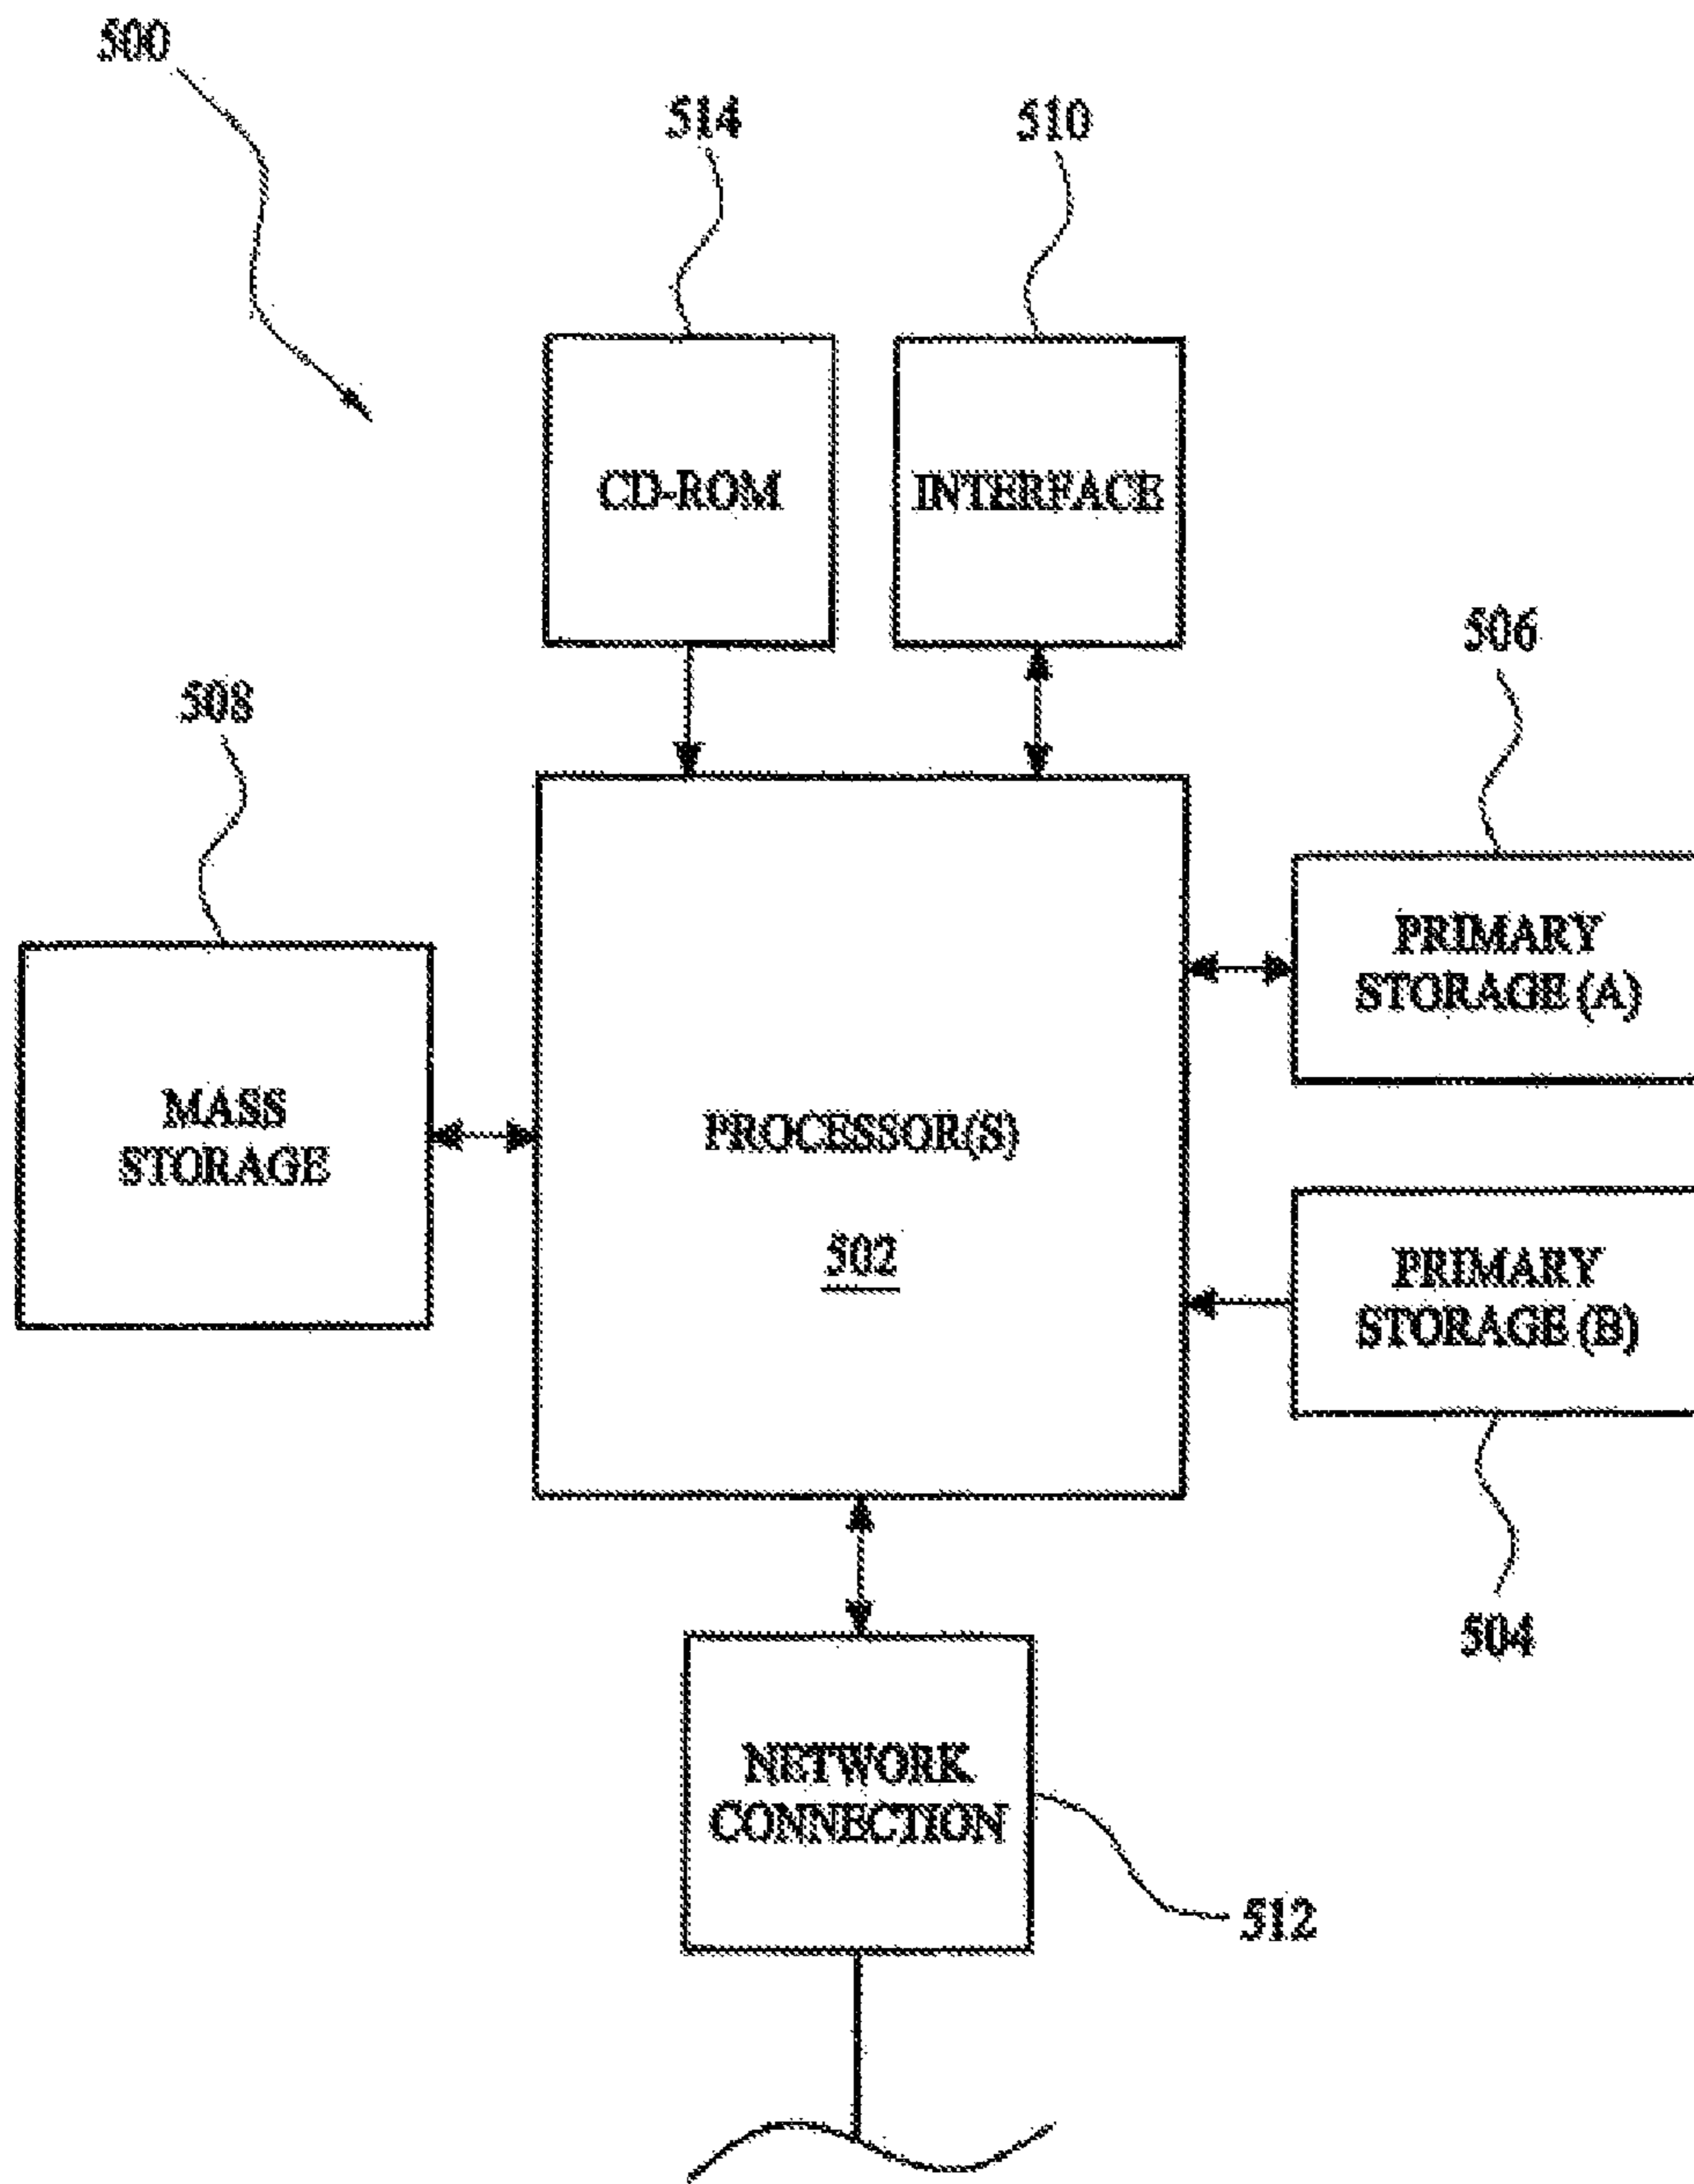 500
514
510
CD-ROM
INTERFACE
506
508
PRIMARY
STORAGE (A)
MASS
STORAGE
PROCESSOR(S)
502
PRIMARY
STORAGE (B)
504
NETWORK
CONNECTION
512